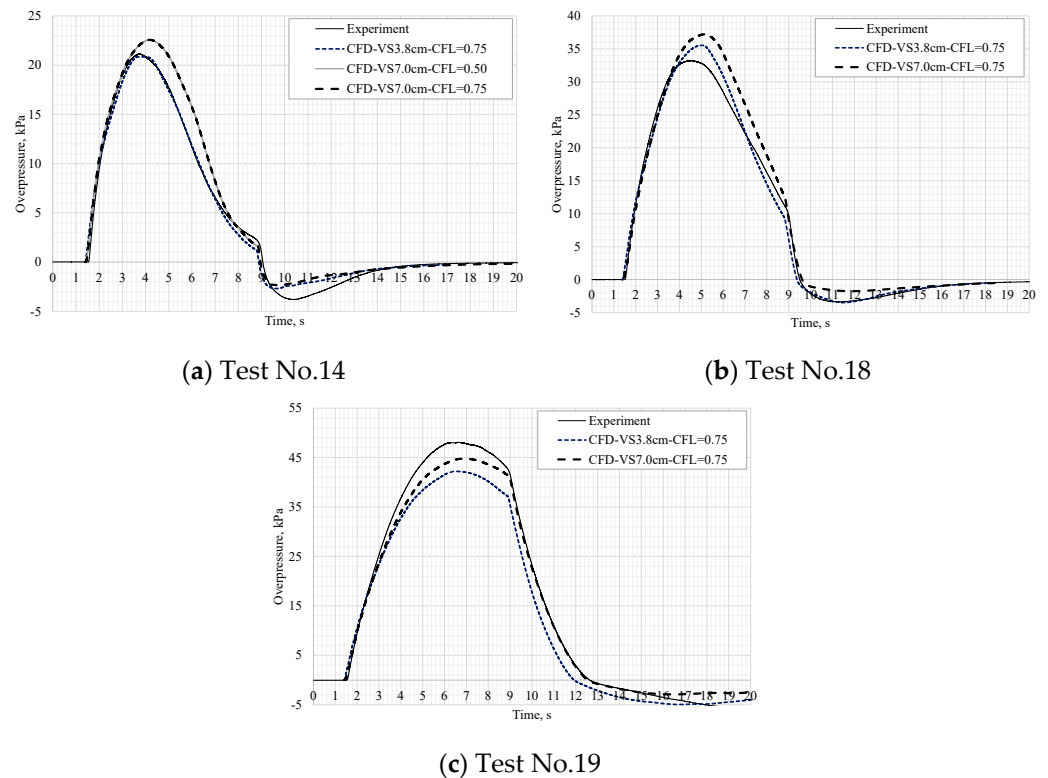 25
20
15
10
5
0
-5
Overpressure, kPa
Experiment
CFD-VS3.8cm-CFL=0.75
CFD-VS7.0cm-CFL=0.50
CFD-VS7.0cm-CFL=0.75
0 1 2 3 4 5 6 7 8 9 10 11 12 13 14 15 16 17 18 19 20
Time, s
(a) Test No.14
40
35
30
25
20
15
10
5
0
-5
Overpressure, kPa
CFD-VS3.8cm-CFL=0.75
CFD-VS7.0cm-CFL=0.75
0 1 2 3 4 5 6 7 8 9 10 11 12 13 14 15 16 17 18 19 20
Time, s
(b) Test No.18
55
45
35
25
15
5
-5
Overpressure, kPa
Experiment
CFD-VS3.8cm-CFL=0.75
CFD-VS7.0cm-CFL=0.75
0 1 2 3 4 5 6 7 8 9 10 11 12 13 14 15 16 17 18 19 20
Time, s
(c) Test No.19